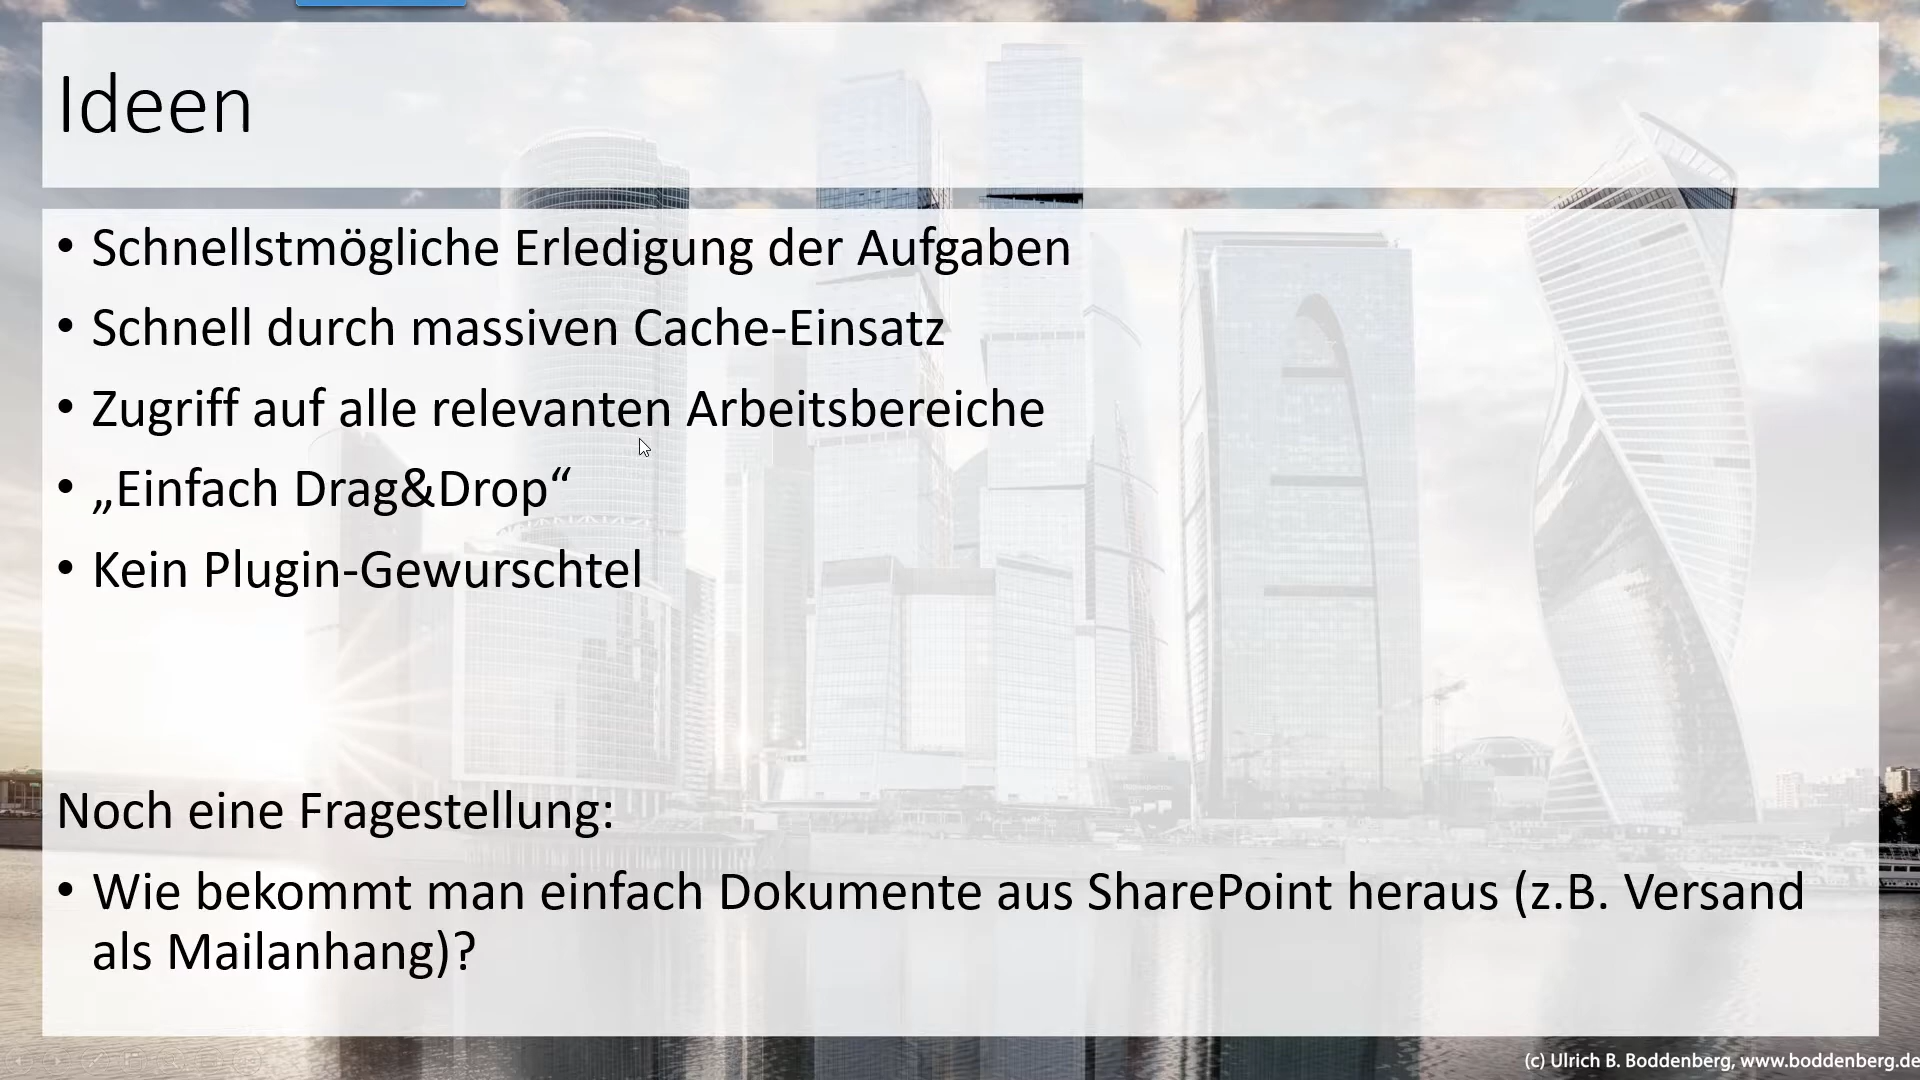 Ideen
• Schnellstmögliche Erledigung der Aufgaben
• Schnell durch massiven Cache-Einsatz
• Zugriff auf alle relevanten Arbeitsbereiche
• „Einfach Drag&Drop“
• Kein Plugin-Gewurschtel
Noch eine Fragestellung:
• Wie bekommt man einfach Dokumente aus SharePoint heraus (z.B. Versand
als Mailanhang)?
(c) Ulrich B. Boddenberg, www.boddenberg.de